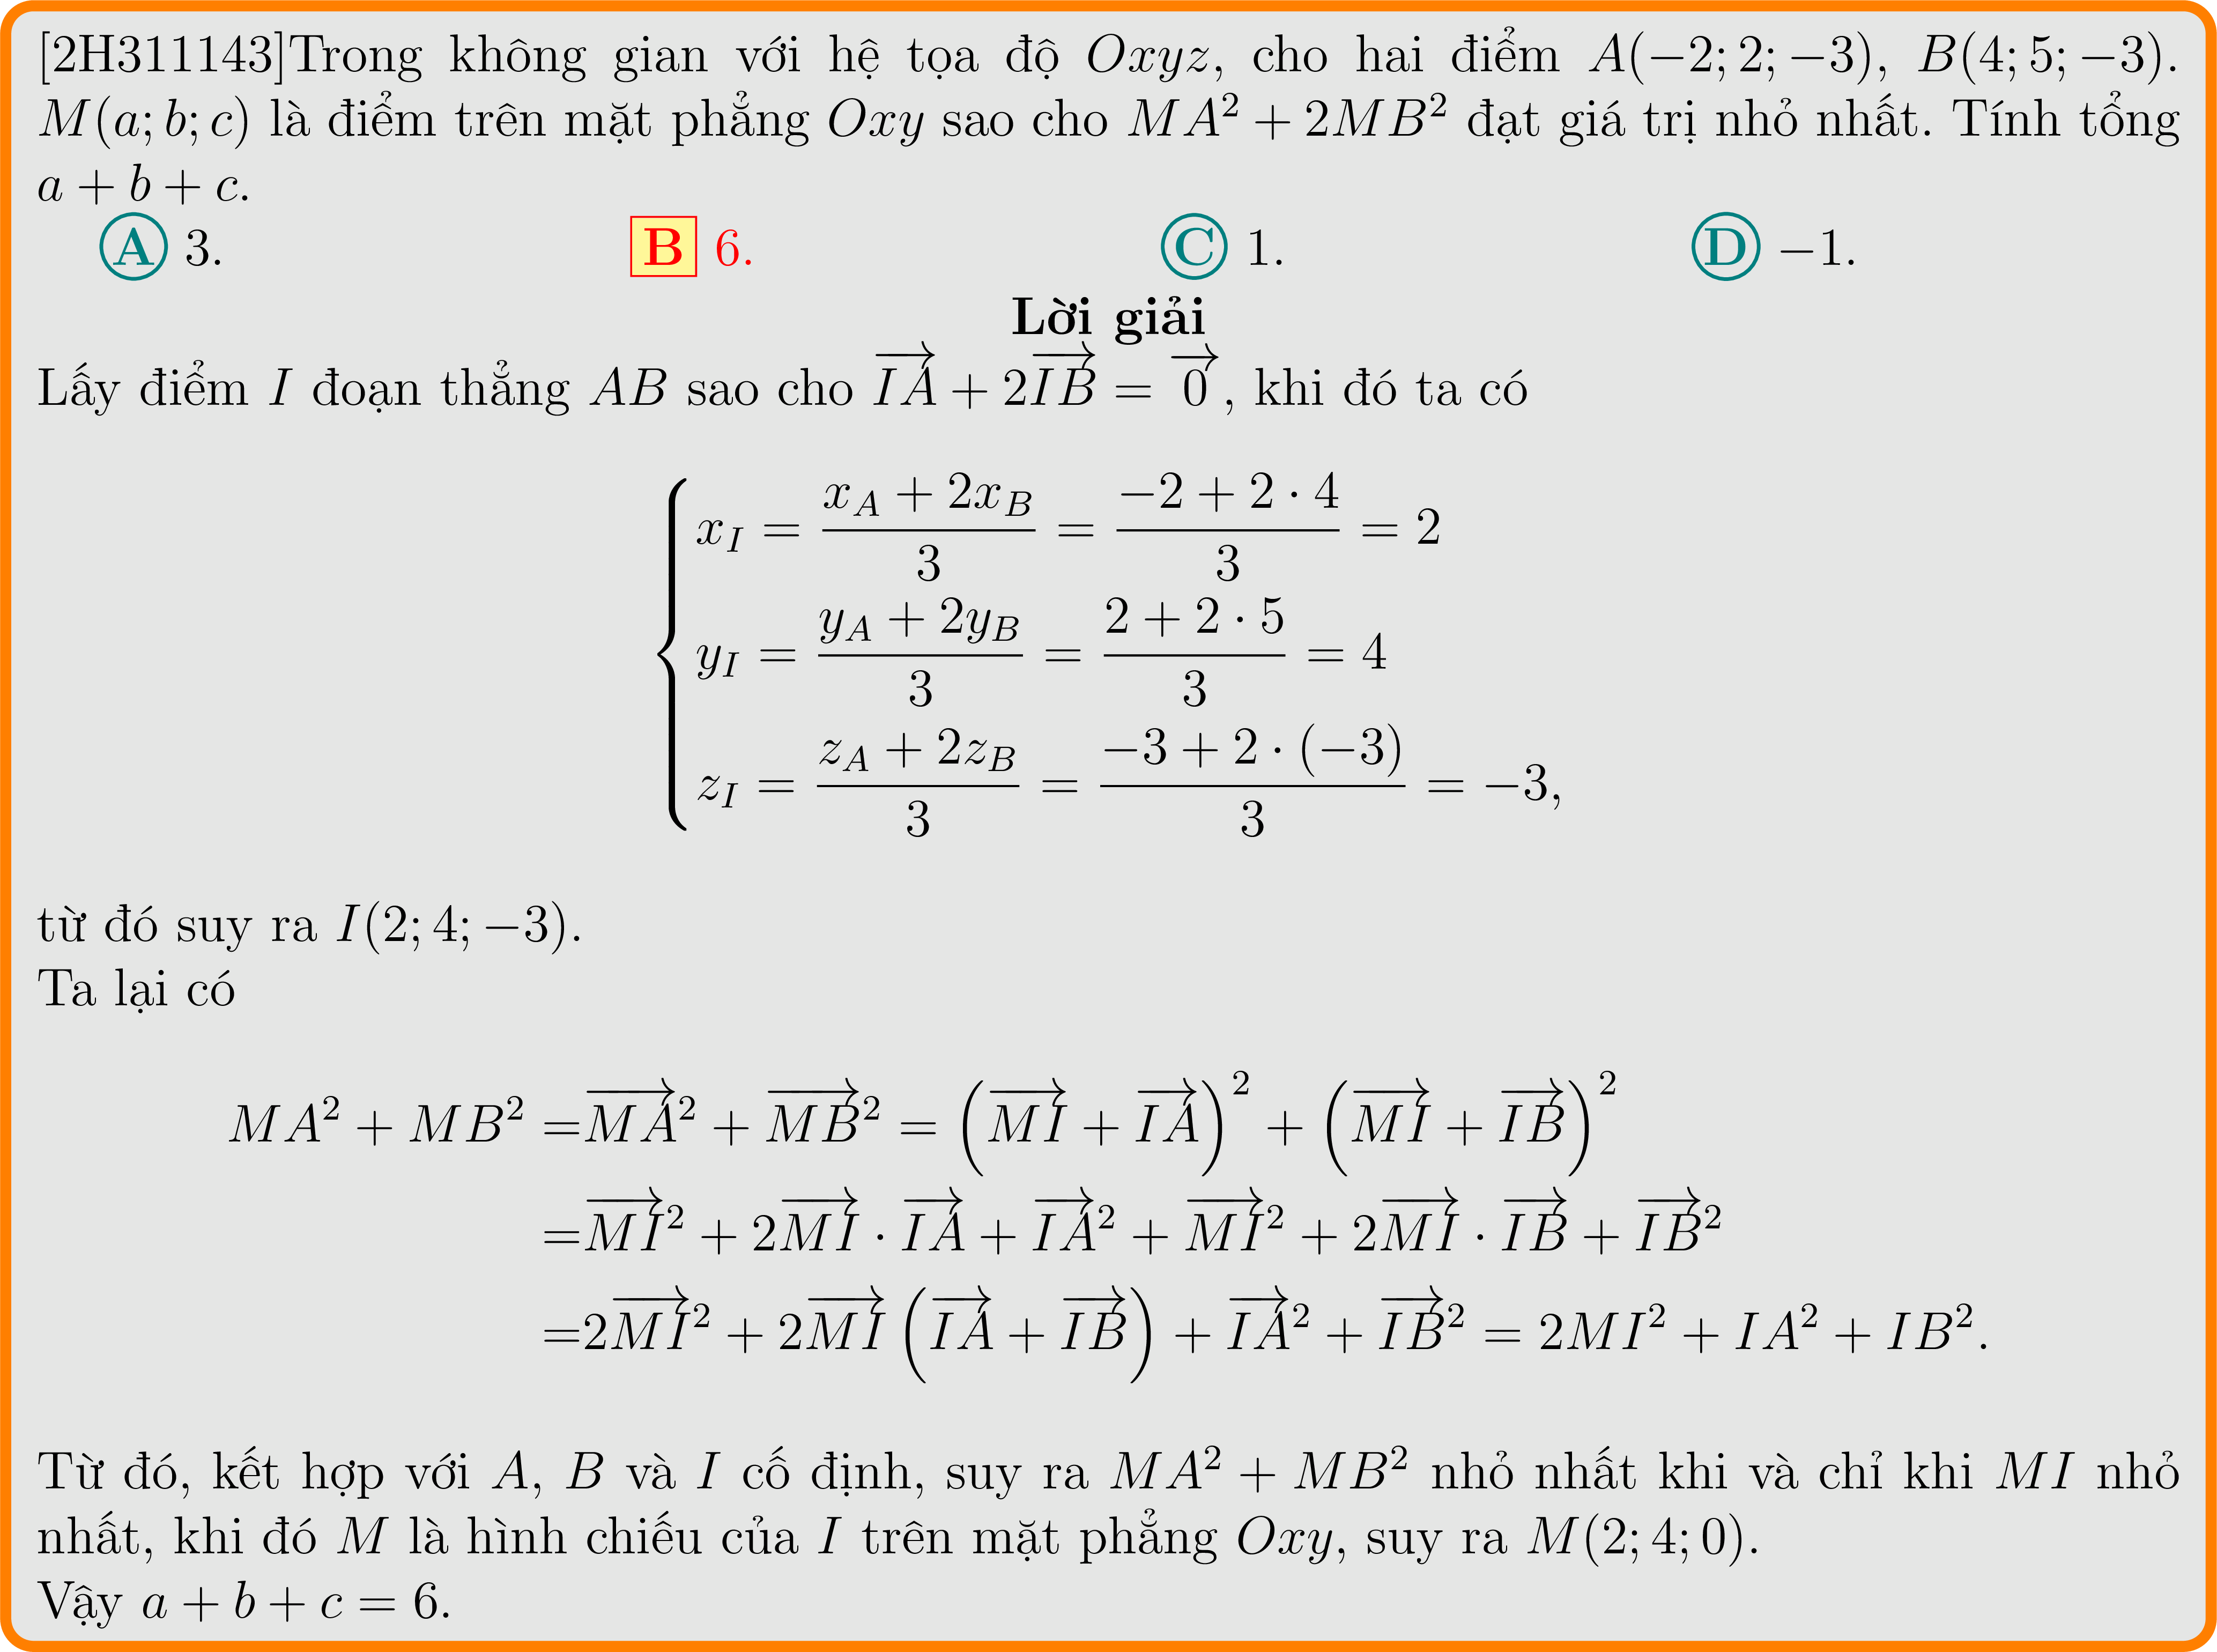 [2H311143]Trong không gian với hệ tọa độ $Oxyz$, cho hai điểm $A(-2; 2; -3)$, $B(4; 5; -3)$.
$M(a; b; c)$ là điểm trên mặt phẳng $Oxy$ sao cho $MA^2 + 2MB^2$ đạt giá trị nhỏ nhất. Tính tổng
$a + b + c$.
A 3. B 6. C 1. D −1.
Lời giải
Lấy điểm $I$ đoạn thẳng $AB$ sao cho $\overrightarrow{IA} + 2\overrightarrow{IB} = \overrightarrow{0}$, khi đó ta có
$\begin{cases} x_I = \dfrac{x_A + 2x_B}{3} = \dfrac{-2 + 2 \cdot 4}{3} = 2 \\ y_I = \dfrac{y_A + 2y_B}{3} = \dfrac{2 + 2 \cdot 5}{3} = 4 \\ z_I = \dfrac{z_A + 2z_B}{3} = \dfrac{-3 + 2 \cdot (-3)}{3} = -3, \end{cases}$
từ đó suy ra $I(2; 4; -3)$.
Ta lại có
$MA^2 + MB^2 = \overrightarrow{MA}^2 + \overrightarrow{MB}^2 = \left(\overrightarrow{MI} + \overrightarrow{IA}\right)^2 + \left(\overrightarrow{MI} + \overrightarrow{IB}\right)^2$
$= \overrightarrow{MI}^2 + 2\overrightarrow{MI} \cdot \overrightarrow{IA} + \overrightarrow{IA}^2 + \overrightarrow{MI}^2 + 2\overrightarrow{MI} \cdot \overrightarrow{IB} + \overrightarrow{IB}^2$
$= 2\overrightarrow{MI}^2 + 2\overrightarrow{MI} \left(\overrightarrow{IA} + \overrightarrow{IB}\right) + \overrightarrow{IA}^2 + \overrightarrow{IB}^2 = 2MI^2 + IA^2 + IB^2.$
Từ đó, kết hợp với $A$, $B$ và $I$ cố định, suy ra $MA^2 + MB^2$ nhỏ nhất khi và chỉ khi $MI$ nhỏ
nhất, khi đó $M$ là hình chiếu của $I$ trên mặt phẳng $Oxy$, suy ra $M(2; 4; 0)$.
Vậy $a + b + c = 6$.